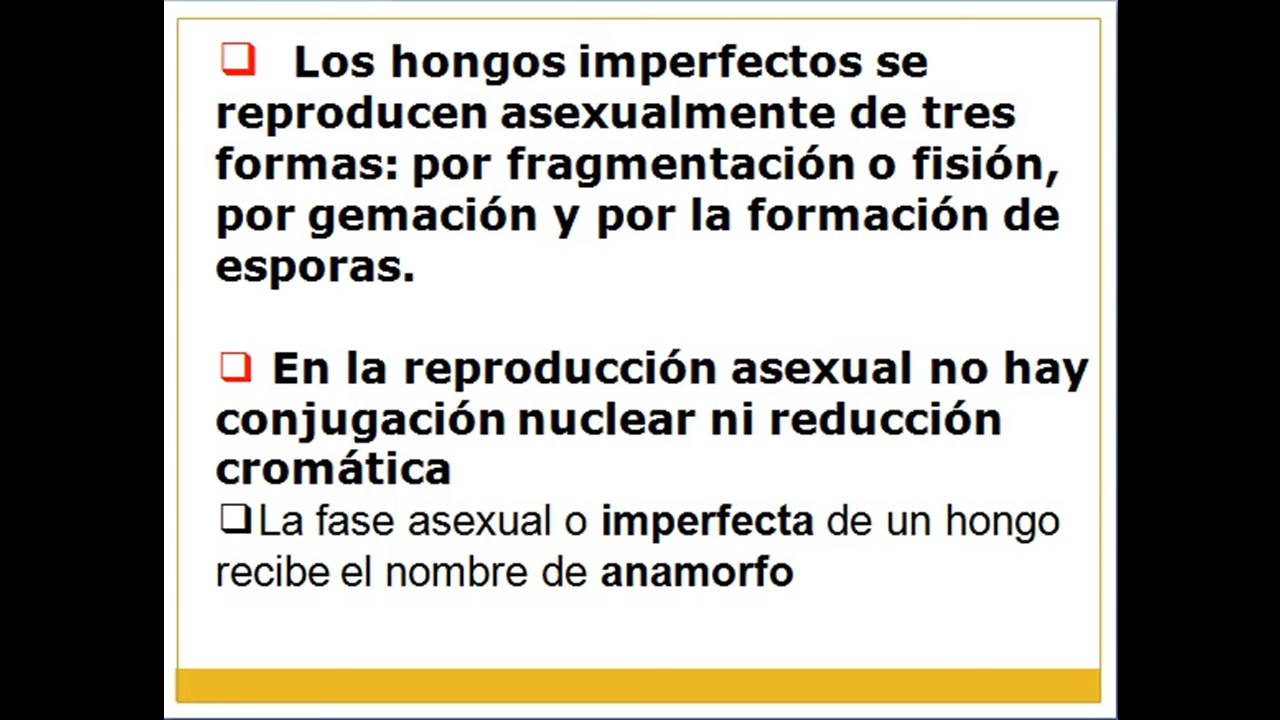 ❑ Los hongos imperfectos se
reproducen asexualmente de tres
formas: por fragmentación o fisión,
por gemación y por la formación de
esporas.
❑ En la reproducción asexual no hay
conjugación nuclear ni reducción
cromática
❑La fase asexual o imperfecta de un hongo
recibe el nombre de anamorfo